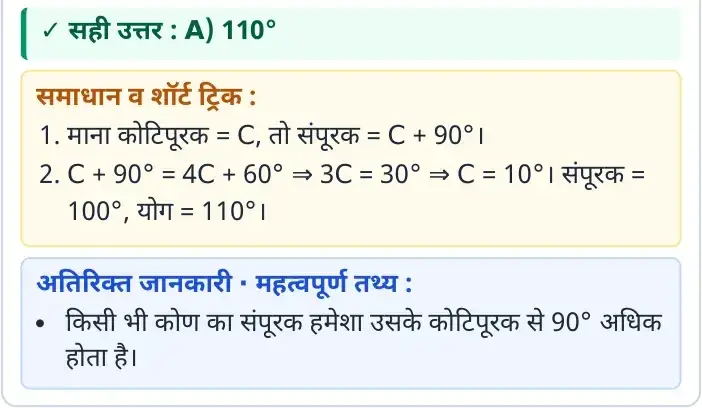 ✓ सही उत्तर : A) 110°
समाधान व शॉर्ट ट्रिक :
1. माना कोटिपूरक = C, तो संपूरक = C + 90°।
2. C + 90° = 4C + 60° ⇒ 3C = 30° ⇒ C = 10°। संपूरक =
100°, योग = 110°।
अतिरिक्त जानकारी · महत्वपूर्ण तथ्य :
• किसी भी कोण का संपूरक हमेशा उसके कोटिपूरक से 90° अधिक
होता है।